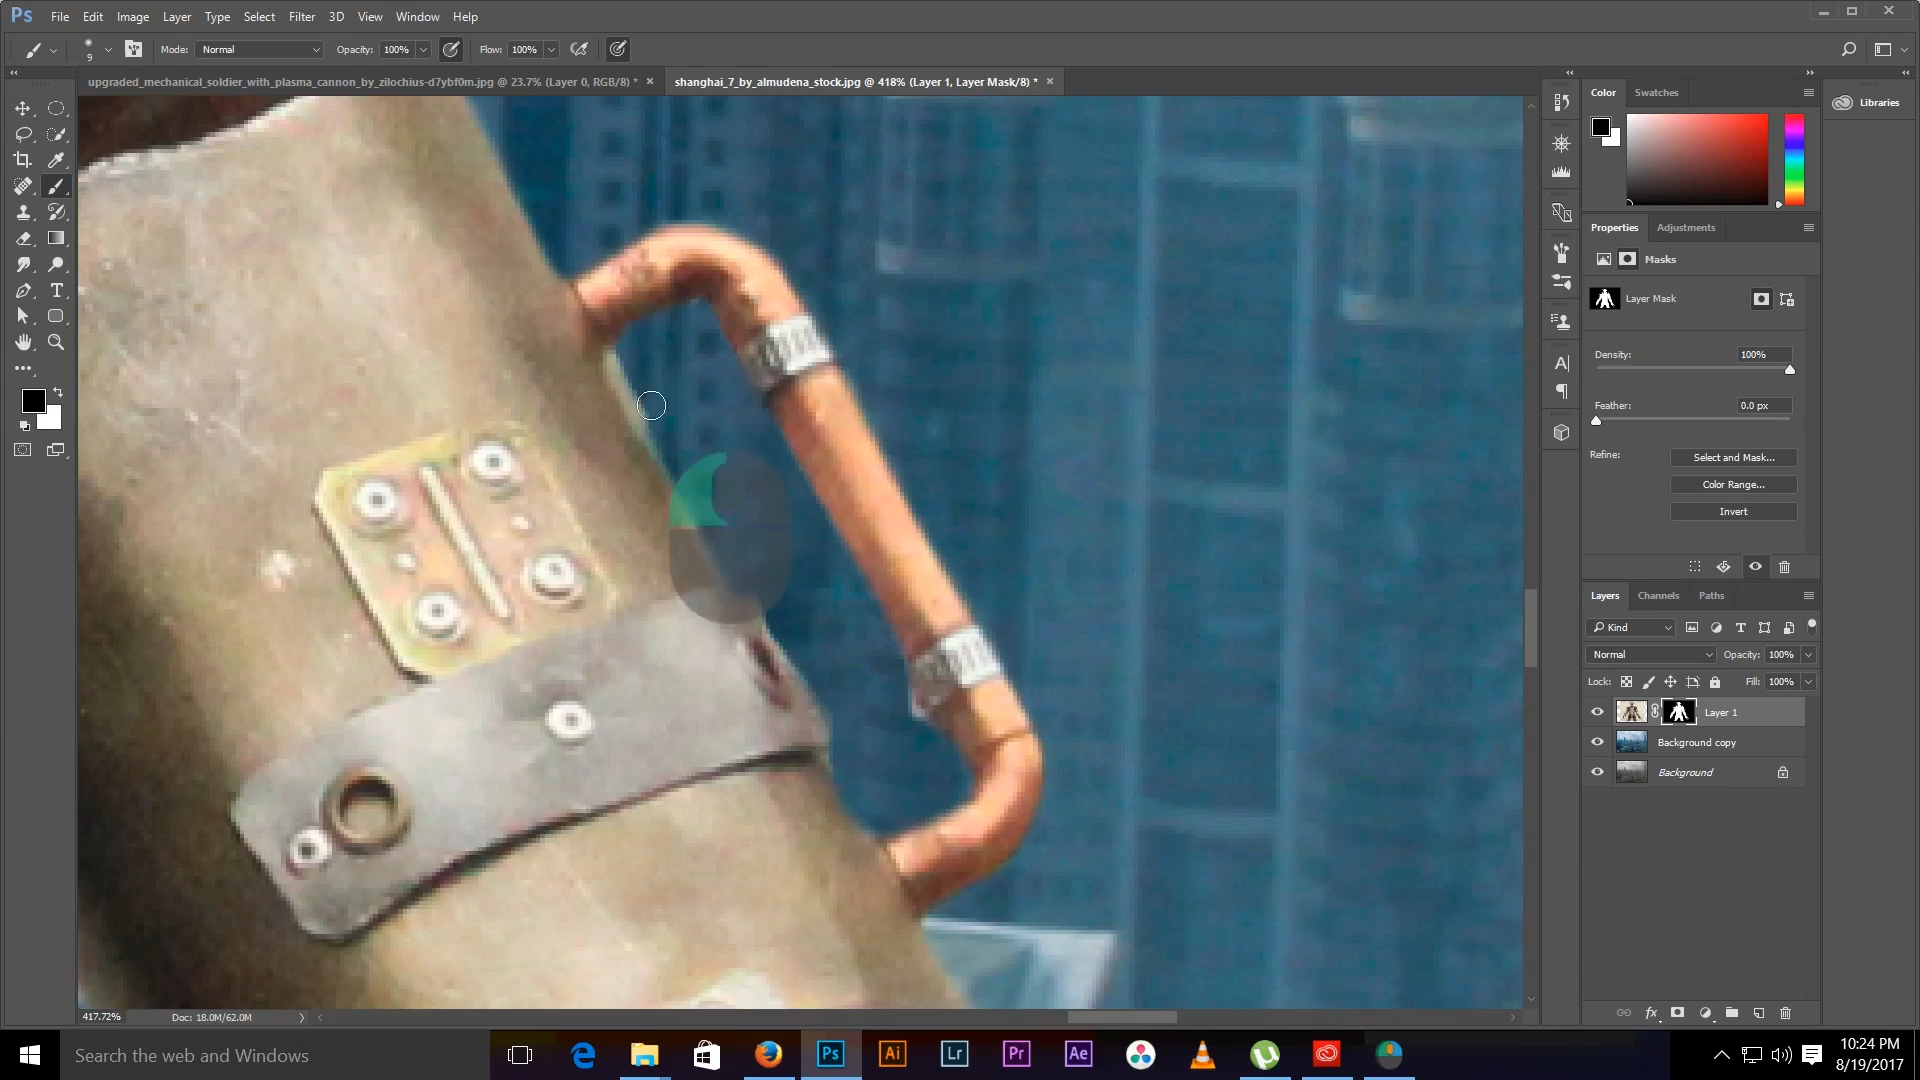 Ps File Edit Image Layer Type Select Filter 3D View Window Help
9 Mode: Normal Opacity: 100% Flow: 100%
upgraded_mechanical_soldier_with_plasma_cannon_by_zilochius-d7ybf0m.jpg @ 23.7% (Layer 0, RGB/8) *
shanghai_7_by_almudena_stock.jpg @ 418% (Layer 1, Layer Mask/8) *
Color Swatches
Libraries
Properties Adjustments
Masks
Layer Mask
Density: 100%
Feather: 0.0 px
Refine: Select and Mask...
Color Range...
Invert
Layers Channels Paths
Kind
Normal Opacity: 100%
Lock: Fill: 100%
Layer 1
Background copy
Background
417.72% Doc: 18.0M/62.0M
Search the web and Windows
Ps Ai Lr Pr Ae
10:24 PM
8/19/2017